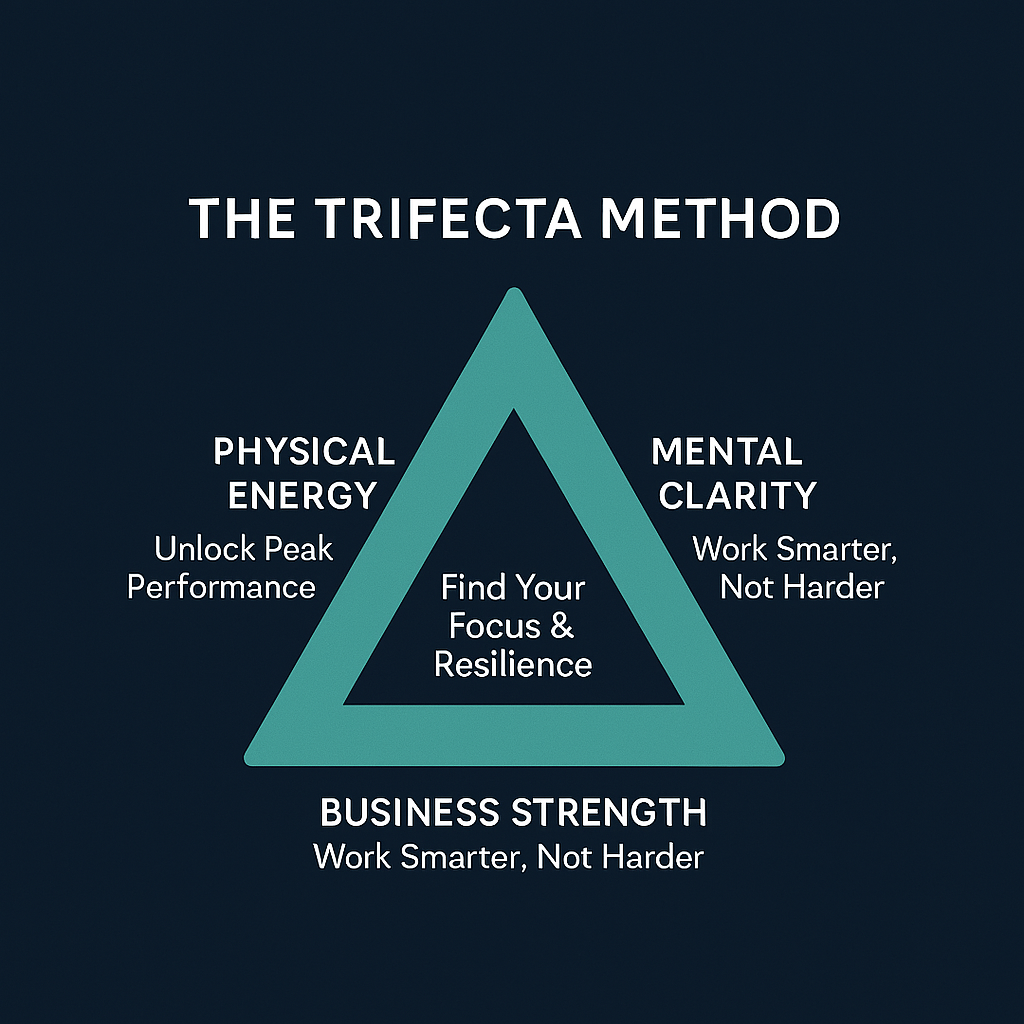 THE TRIFECTA METHOD
PHYSICAL
ENERGY
Unlock Peak
Performance
MENTAL
CLARITY
Work Smarter,
Not Harder
Find Your
Focus &
Resilience
BUSINESS STRENGTH
Work Smarter, Not Harder